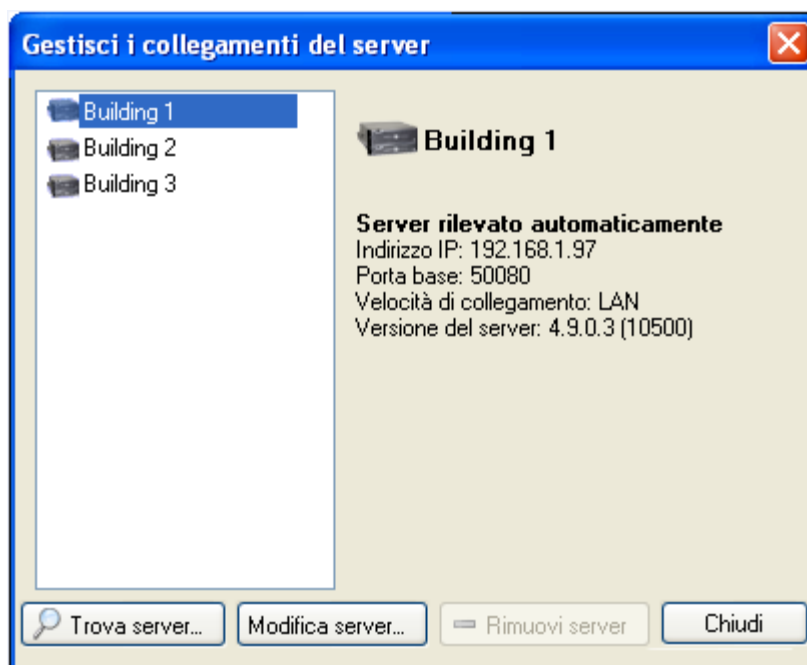 Gestisci i collegamenti del server
Building 1
Building 2
Building 3
Building 1
Server rilevato automaticamente
Indirizzo IP: 192.168.1.97
Porta base: 50080
Velocità di collegamento: LAN
Versione del server: 4.9.0.3 (10500)
Trova server...
Modifica server...
Rimuovi server
Chiudi